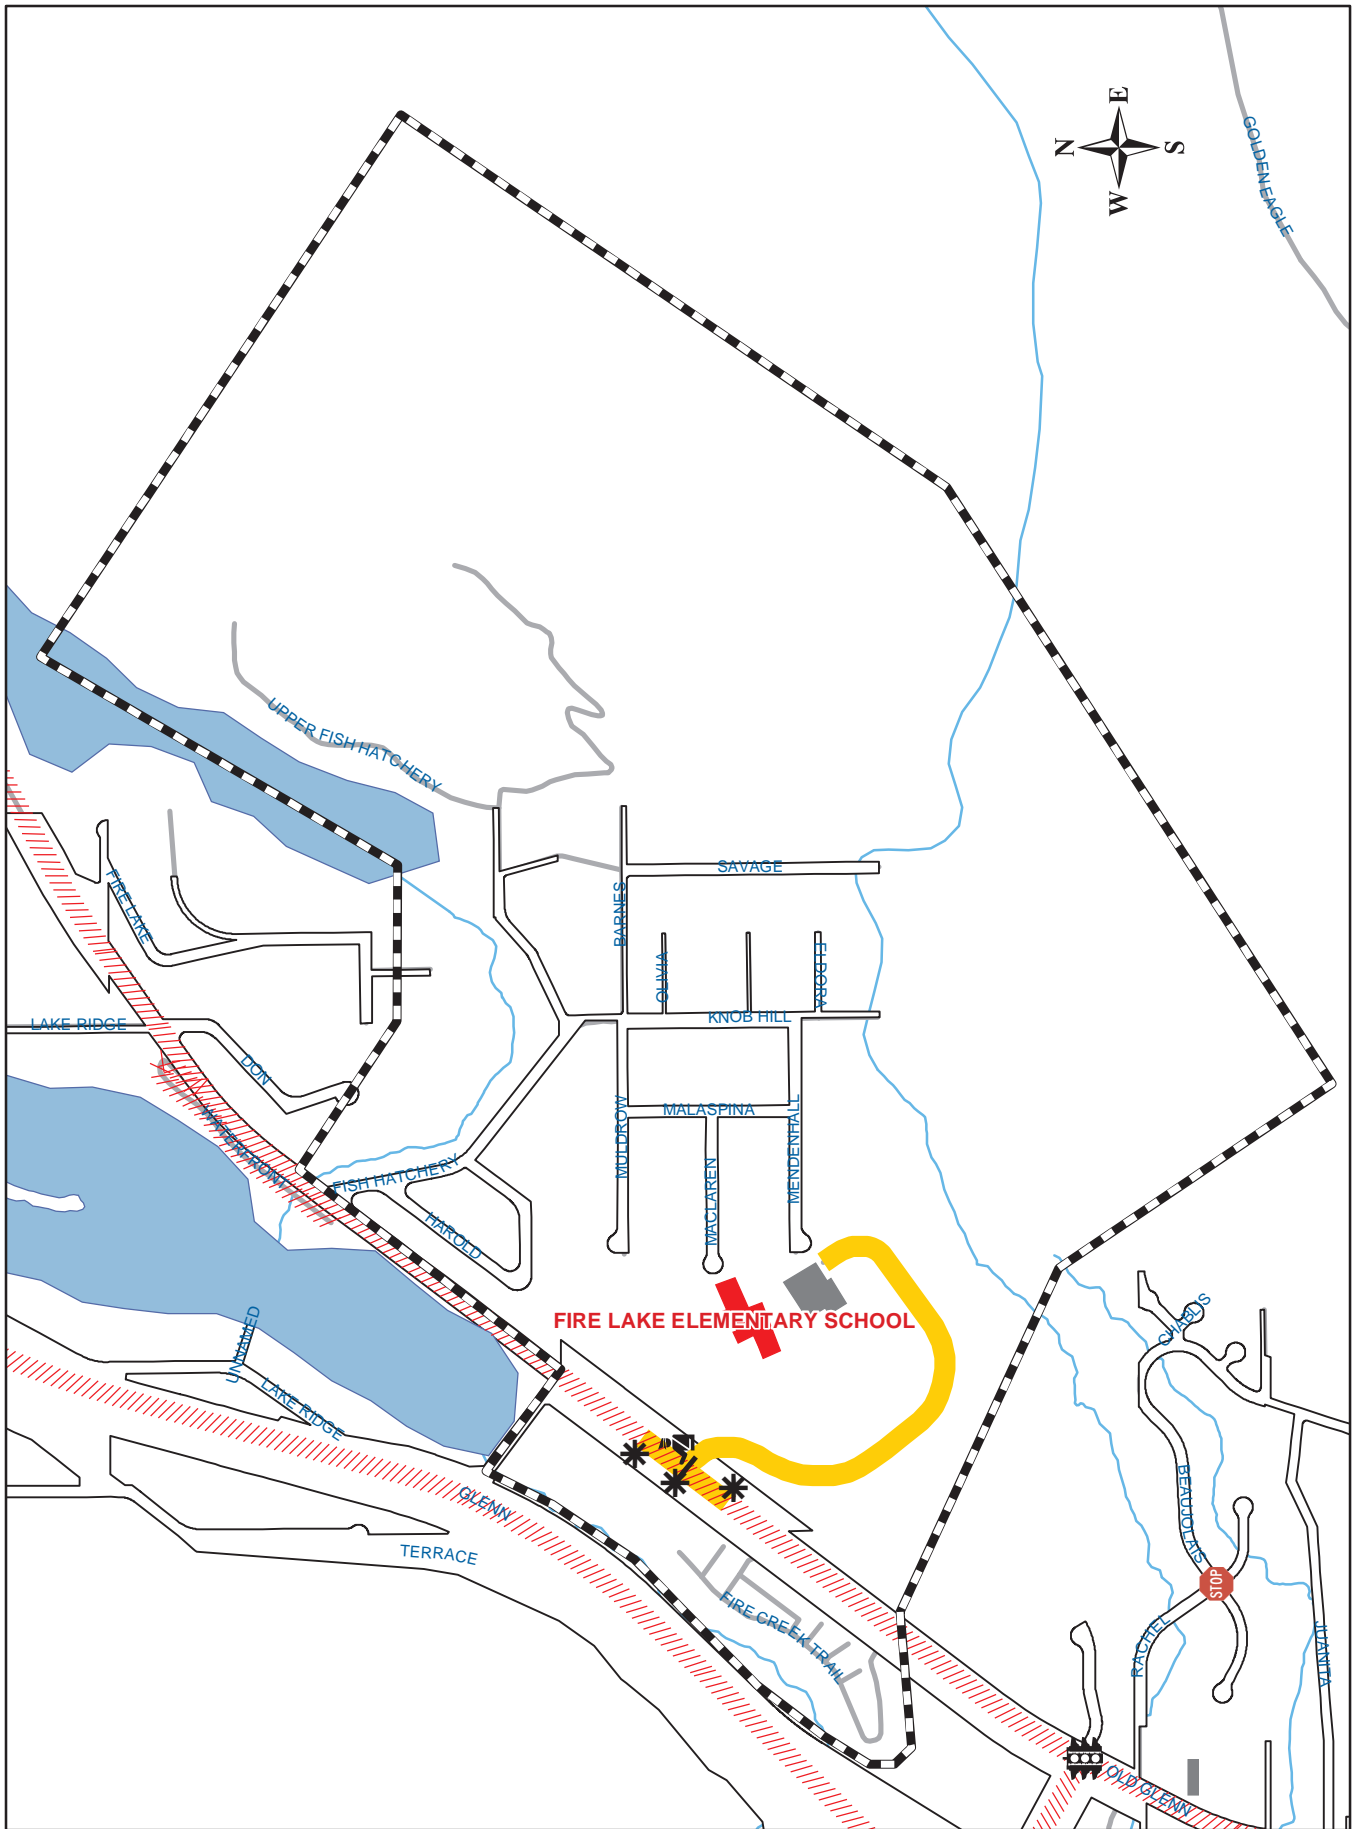 E
N
S
W
GOLDEN EAGLE
UPPER FISH HATCHERY
SAVAGE
FIRE LAKE
BARNES
OLIVIA
ELDORA
LAKE RIDGE
KNOB HILL
DON
MALASPINA
MULDROW
MENDENHALL
WATERFRONT
FISH HATCHERY
MACLAREN
HAROLD
FIRE LAKE ELEMENTARY SCHOOL
CHABLIS
UNNAMED
LAKE RIDGE
GLENN
BEAUJOLAIS
TERRACE
STOP
FIRE CREEK TRAIL
RACHEL
JUANITA
OLD GLENN